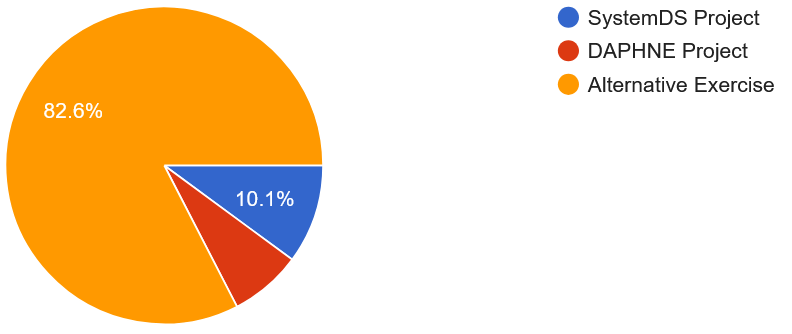 SystemDS Project
DAPHNE Project
Alternative Exercise
82.6%
10.1%